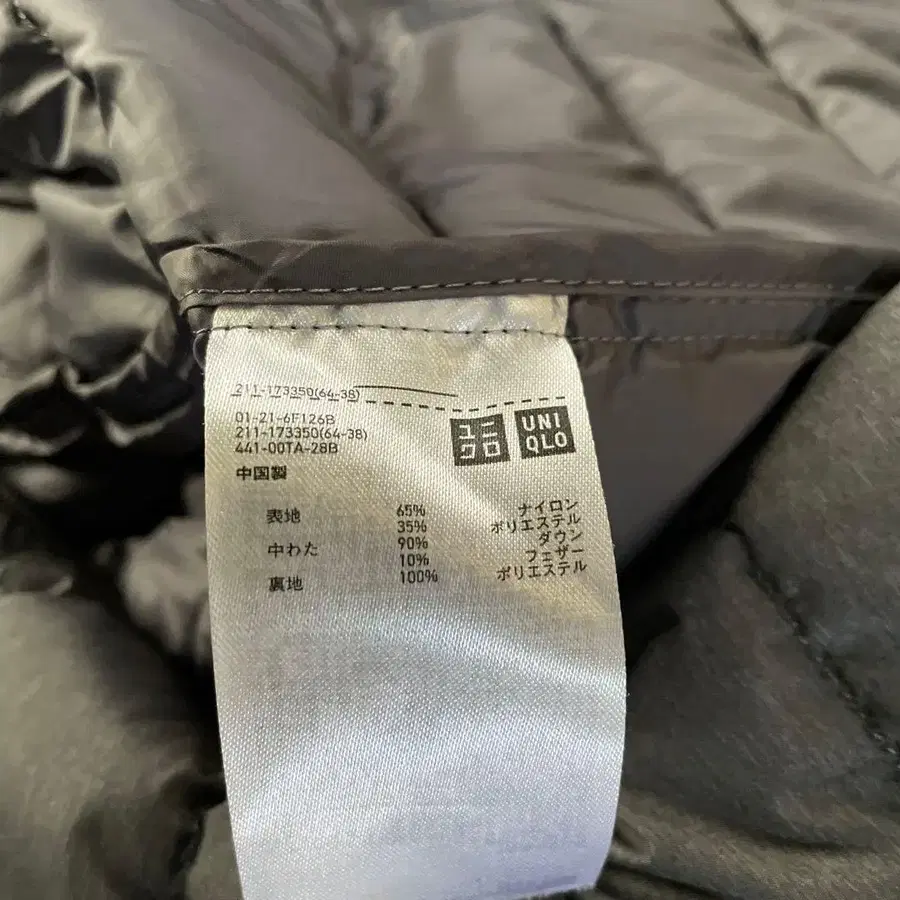 211-173350(64-38)
01-21-6F126B
211-173350(64-38)
441-00TA-28B
ユニ
クロ
UNI
QLO
中国製
表地 65% ナイロン
35% ポリエステル
中わた 90% ダウン
10% フェザー
裏地 100% ポリエステル